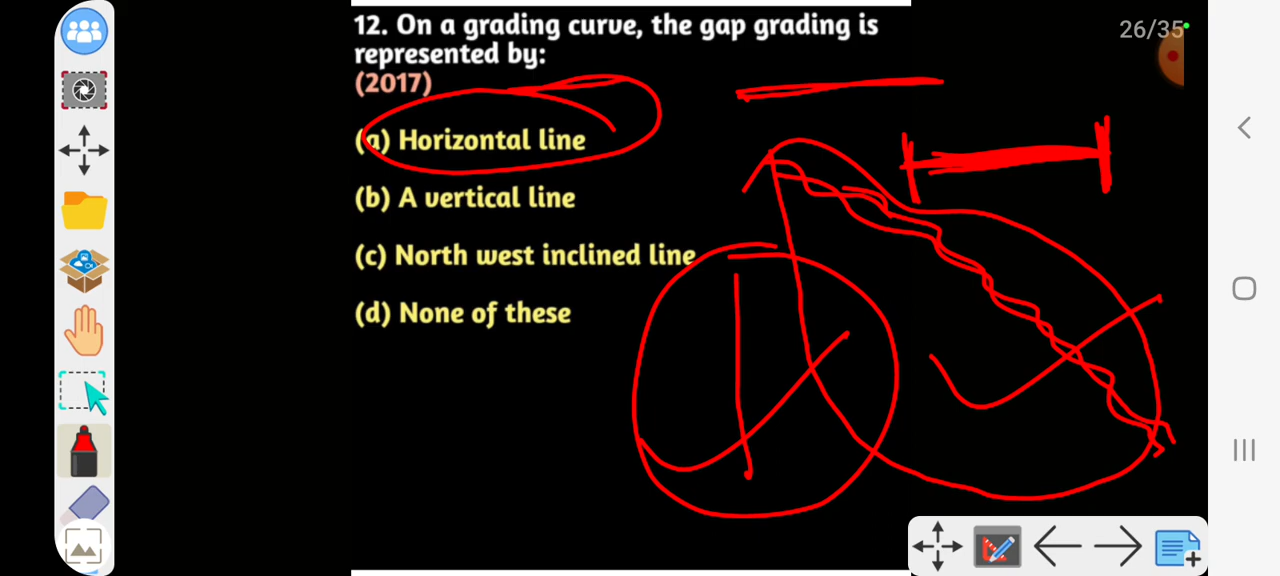 12. On a grading curve, the gap grading is
represented by:
(2017)
(a) Horizontal line
(b) A vertical line
(c) North west inclined line
(d) None of these
26/35